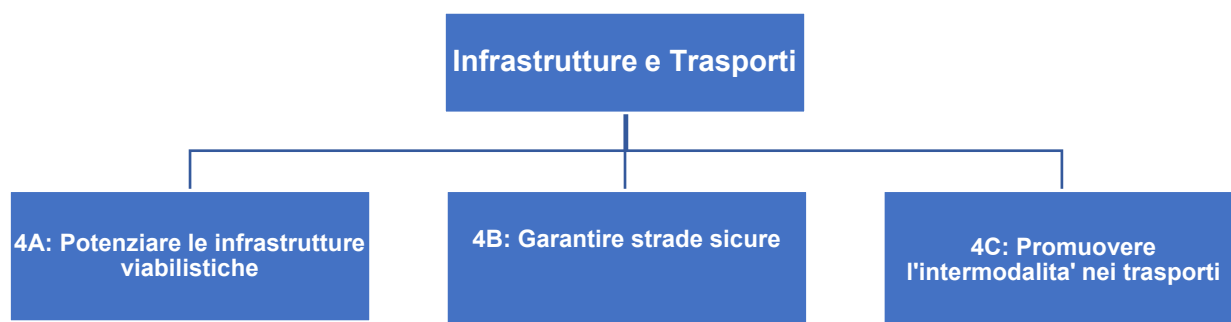 Infrastrutture e Trasporti
4A: Potenziare le infrastrutture
viabilistiche
4B: Garantire strade sicure
4C: Promuovere
l'intermodalita' nei trasporti